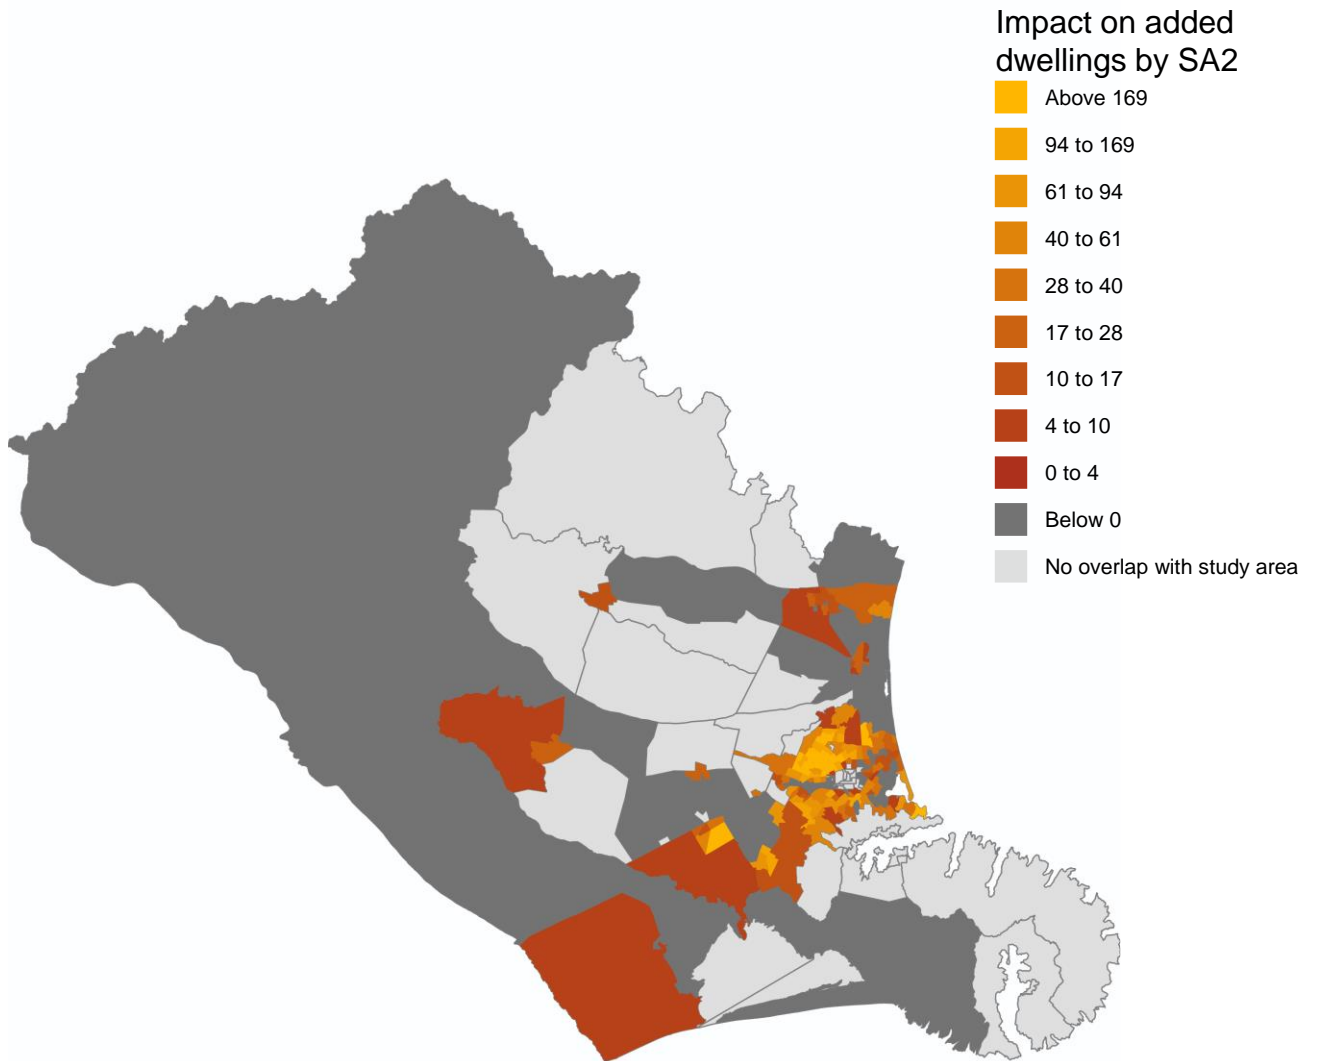 Impact on added
dwellings by SA2
Above 169
94 to 169
61 to 94
40 to 61
28 to 40
17 to 28
10 to 17
4 to 10
0 to 4
Below 0
No overlap with study area